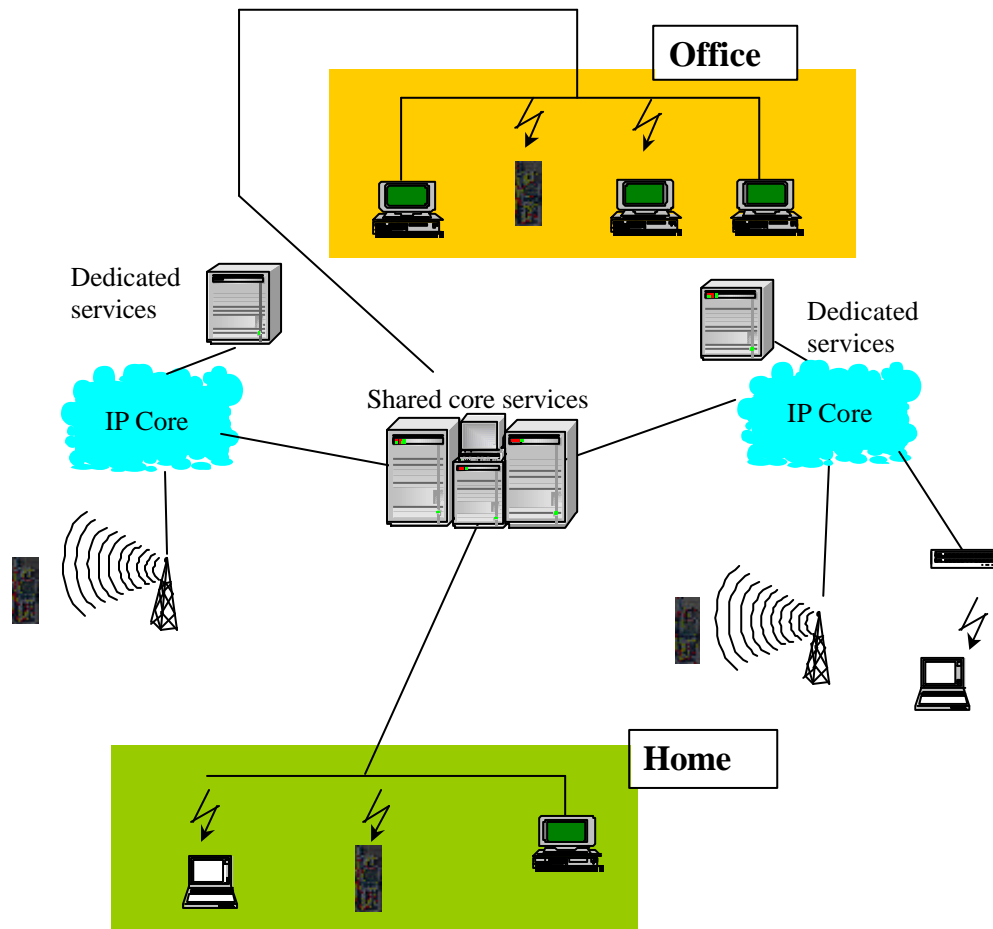 Office
Dedicated
services
Dedicated
services
Shared core services
IP Core
IP Core
Home